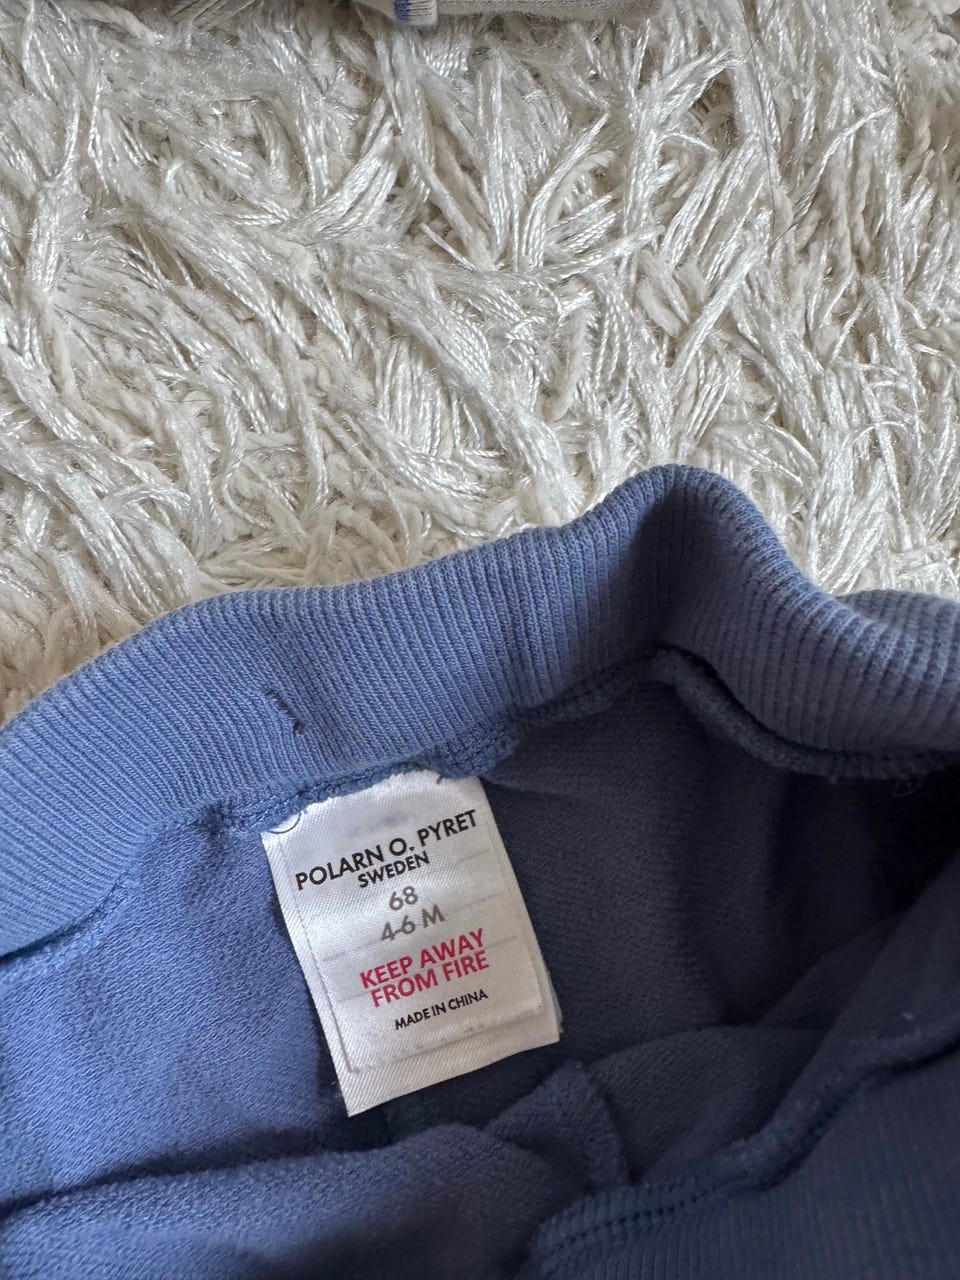 POLARN O. PYRET
SWEDEN
68
4-6 M
KEEP AWAY
FROM FIRE
MADE IN CHINA